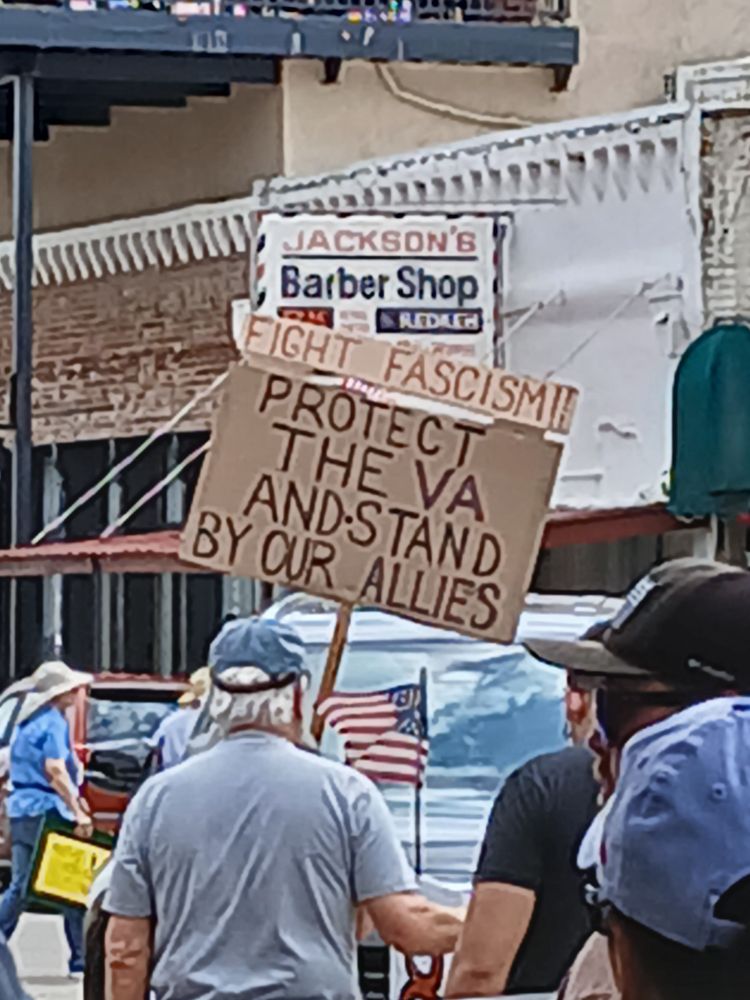 JACKSON'S
Barber Shop
FIGHT FASCISM!!
PROTECT
THE VA
AND·STAND
BY OUR ALLIES